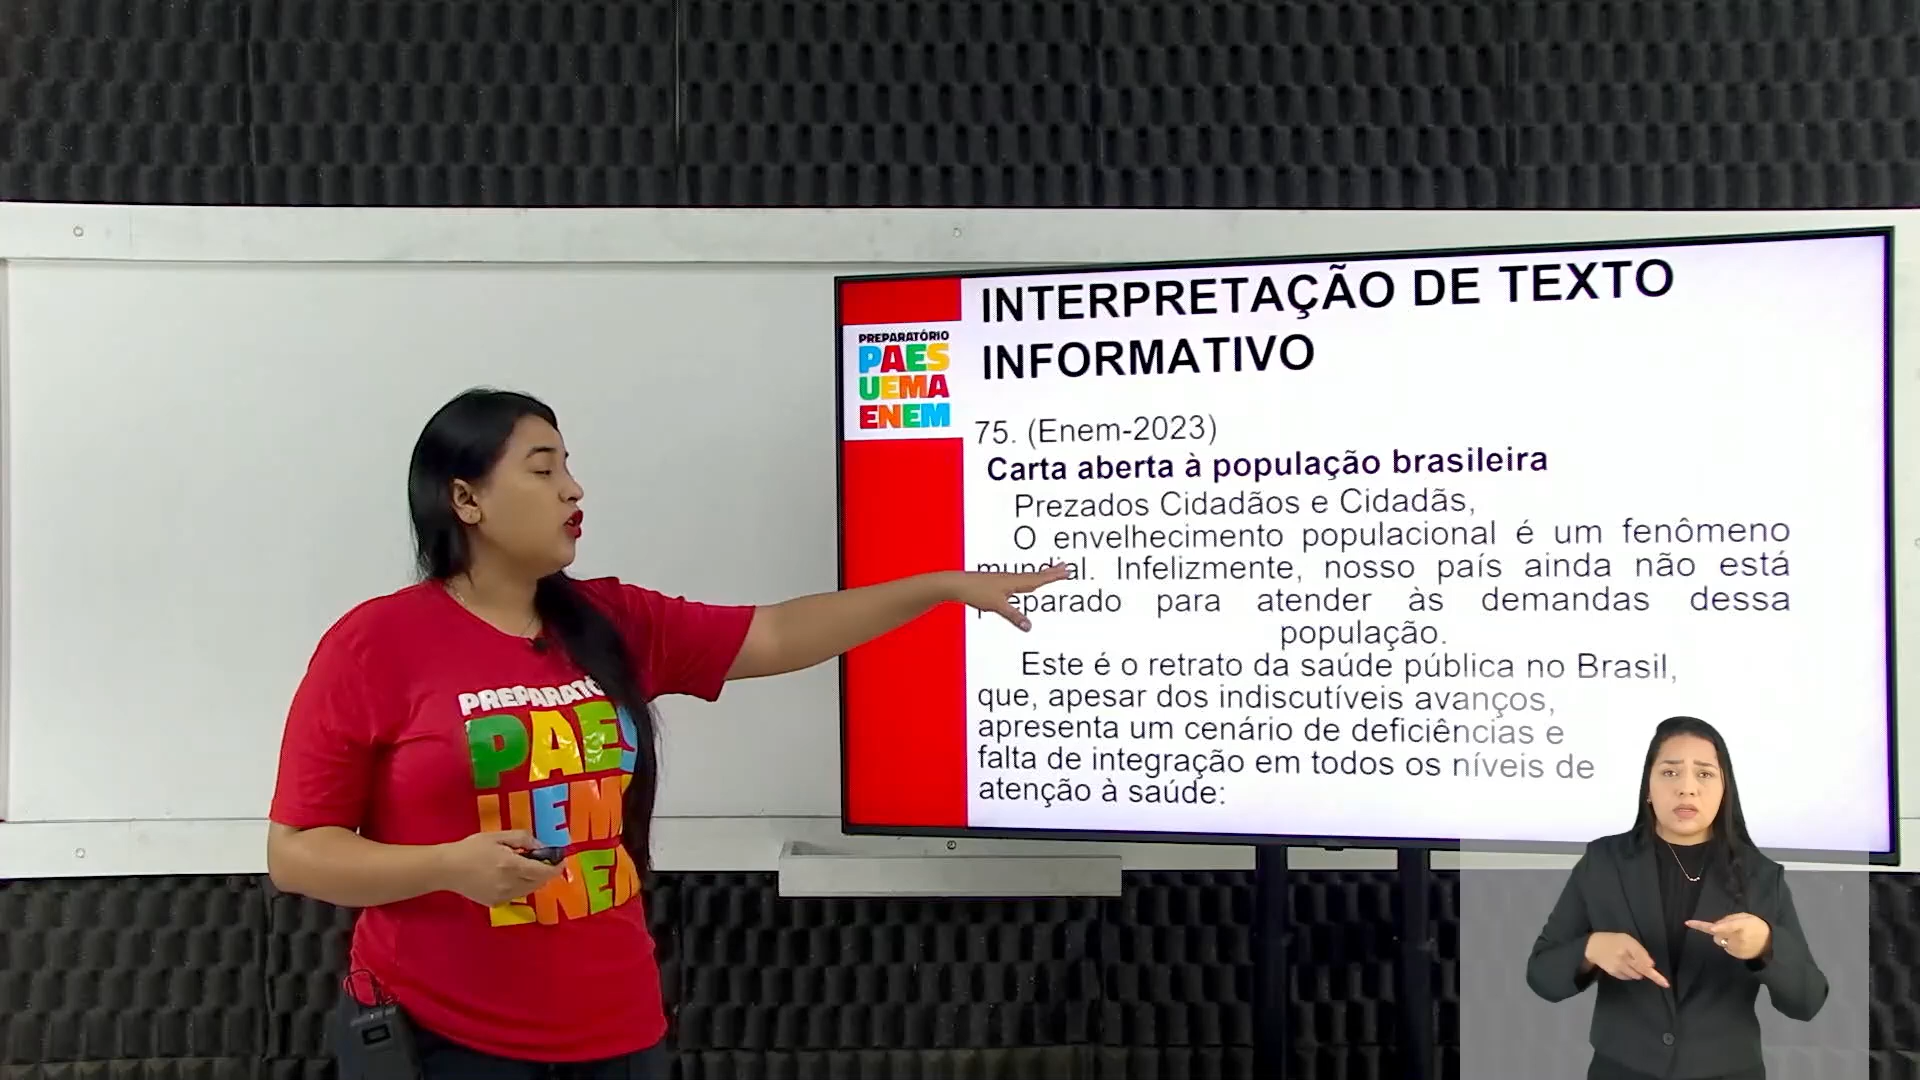 INTERPRETAÇÃO DE TEXTO
INFORMATIVO
PREPARATÓRIO
PAES
UEMA
ENEM
75. (Enem-2023)
Carta aberta à população brasileira
Prezados Cidadãos e Cidadãs,
O envelhecimento populacional é um fenômeno
mundial. Infelizmente, nosso país ainda não está
preparado para atender às demandas dessa
população.
Este é o retrato da saúde pública no Brasil,
que, apesar dos indiscutíveis avanços,
apresenta um cenário de deficiências e
falta de integração em todos os níveis de
atenção à saúde:
PAES
ENEM